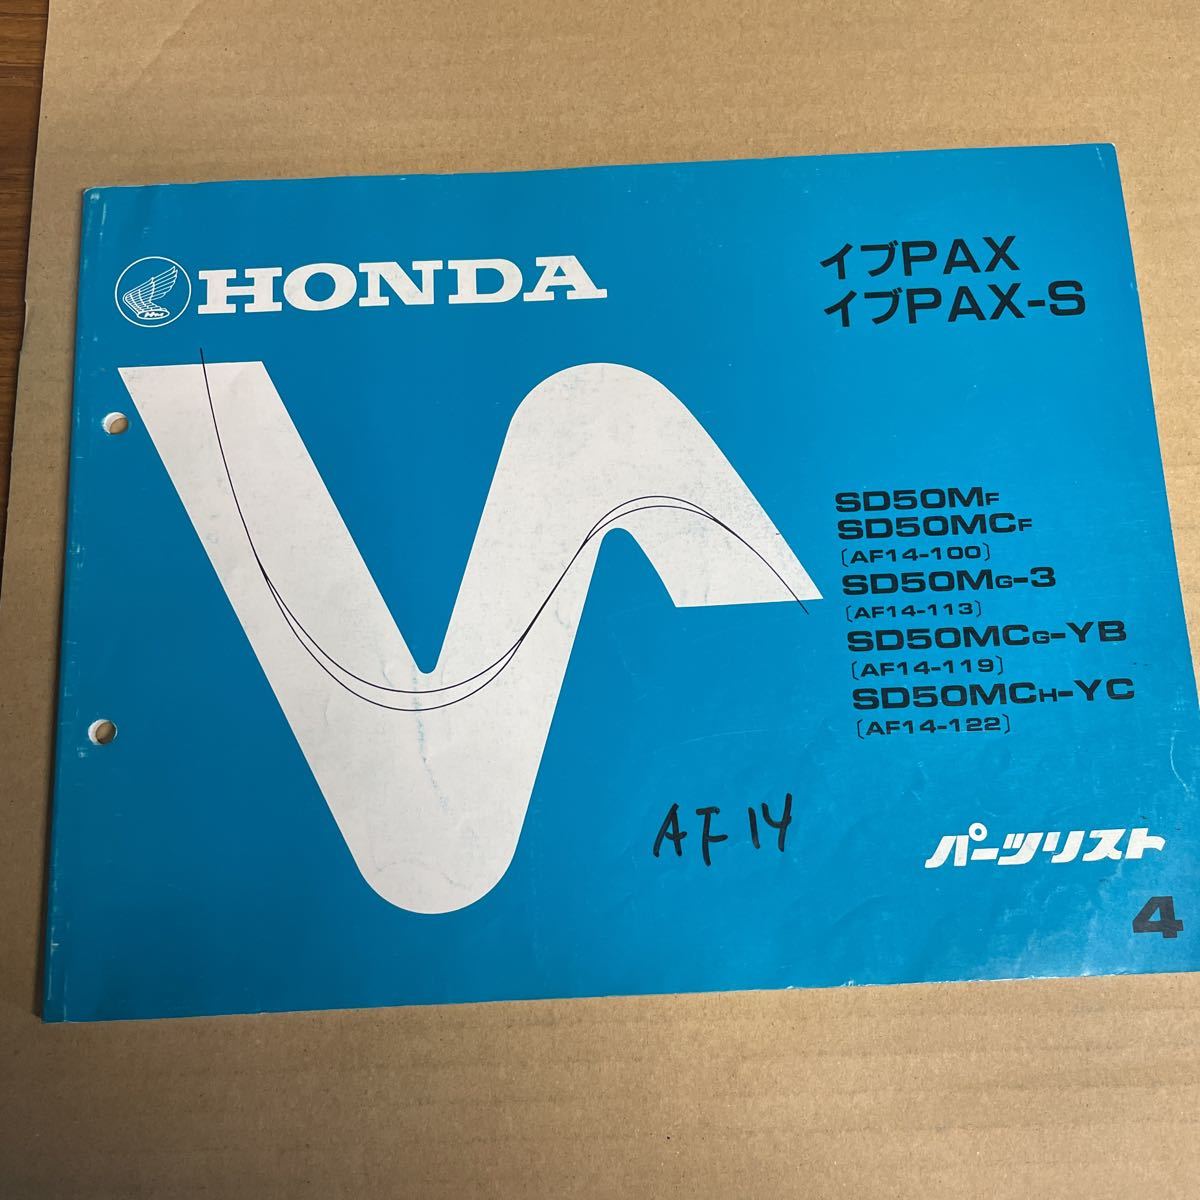 HONDA
イブPAX
イブPAX-S
SD50MF
SD50MCF
〔AF14-100〕
SD50MG-3
〔AF14-113〕
SD50MCG-YB
〔AF14-119〕
SD50MCH-YC
〔AF14-122〕
AF14
パーツリスト
4